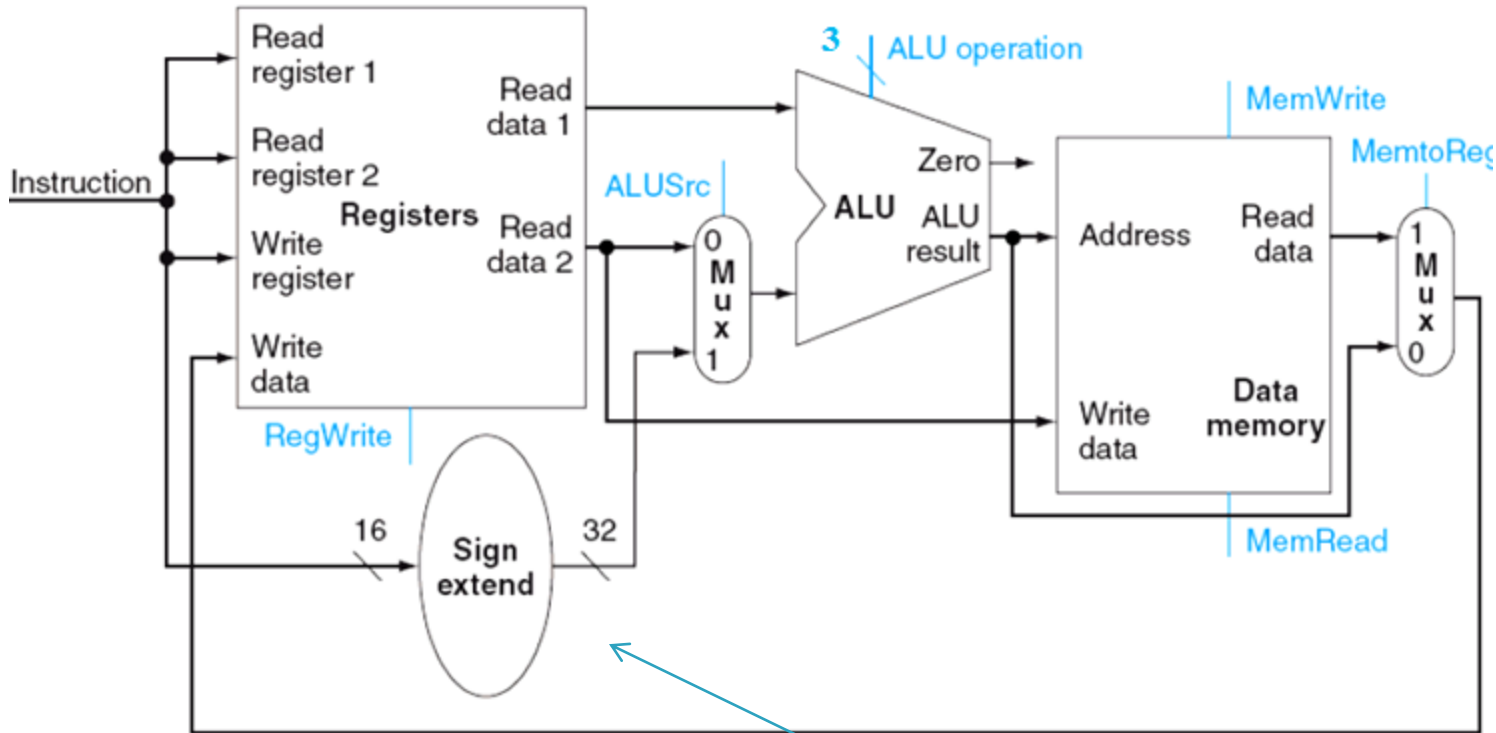 Instruction
Read
register 1
Read
register 2
Registers
Write
register
Write
data
Read
data 1
Read
data 2
RegWrite
16
Sign
extend
32
ALUSrc
0
M
u
x
1
3
ALU operation
Zero
ALU
ALU
result
MemWrite
Address
Read
data
Write
data
Data
memory
MemRead
MemtoReg
1
M
u
x
0